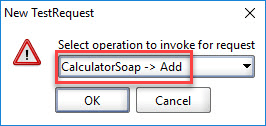 New TestRequest
Select operation to invoke for request
CalculatorSoap -> Add
OK
Cancel